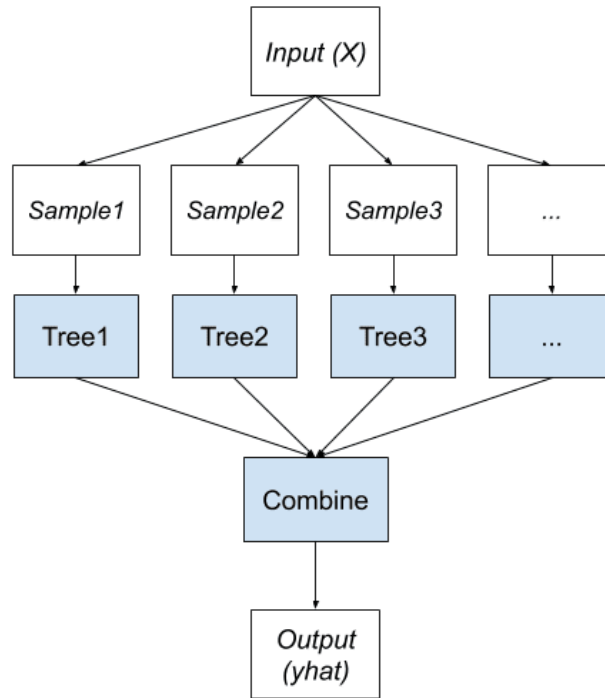 Input (X)
Sample1
Sample2
Sample3
...
Tree1
Tree2
Tree3
...
Combine
Output
(yhat)